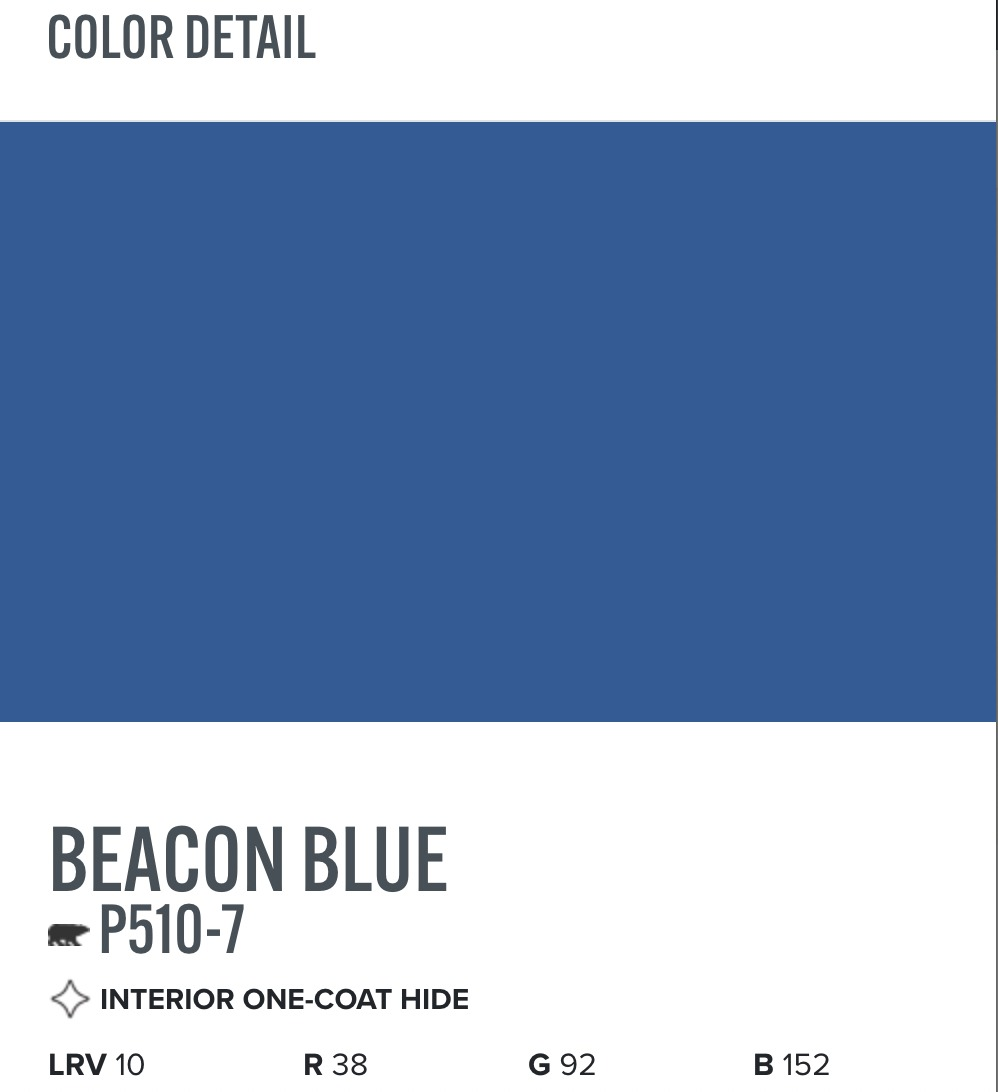 COLOR DETAIL
BEACON BLUE
P510-7
INTERIOR ONE-COAT HIDE
LRV 10 R 38 G 92 B 152